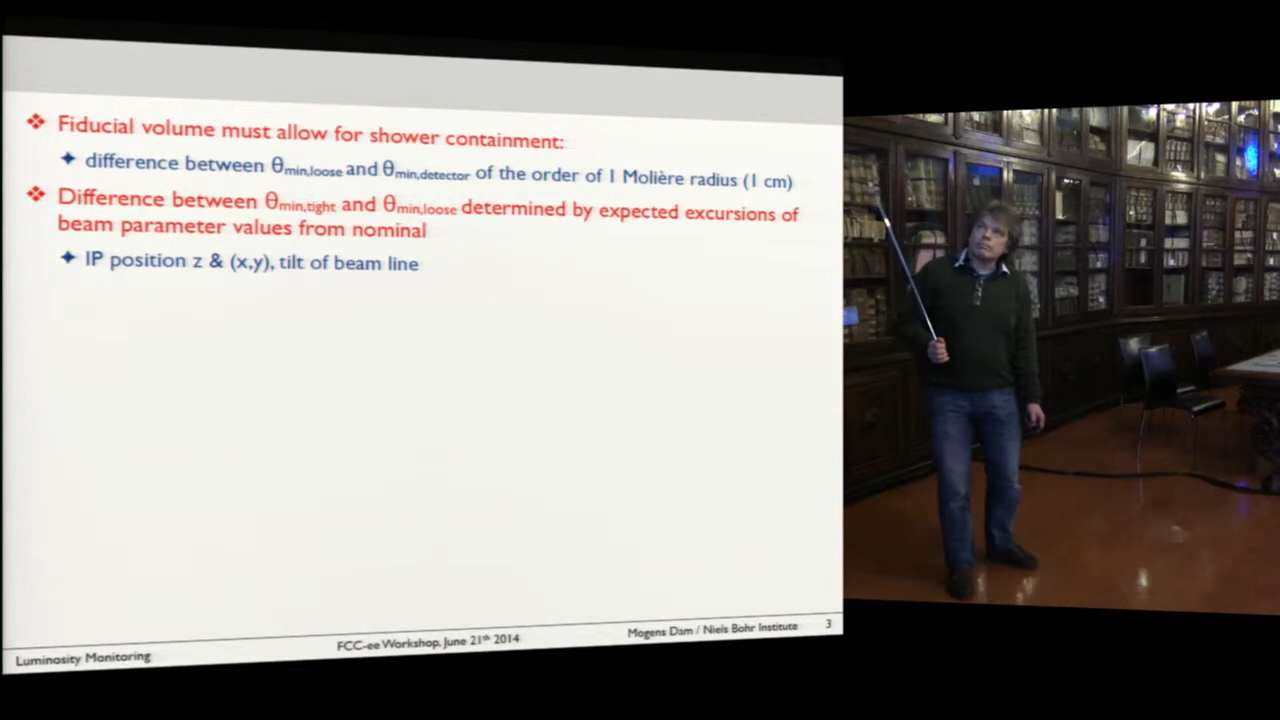 ❖ Fiducial volume must allow for shower containment:
✦ difference between θmin,loose and θmin,detector of the order of 1 Molière radius (1 cm)
❖ Difference between θmin,tight and θmin,loose determined by expected excursions of
beam parameter values from nominal
✦ IP position z & (x,y), tilt of beam line
Luminosity Monitoring
FCC-ee Workshop, June 21th 2014
Mogens Dam / Niels Bohr Institute
3